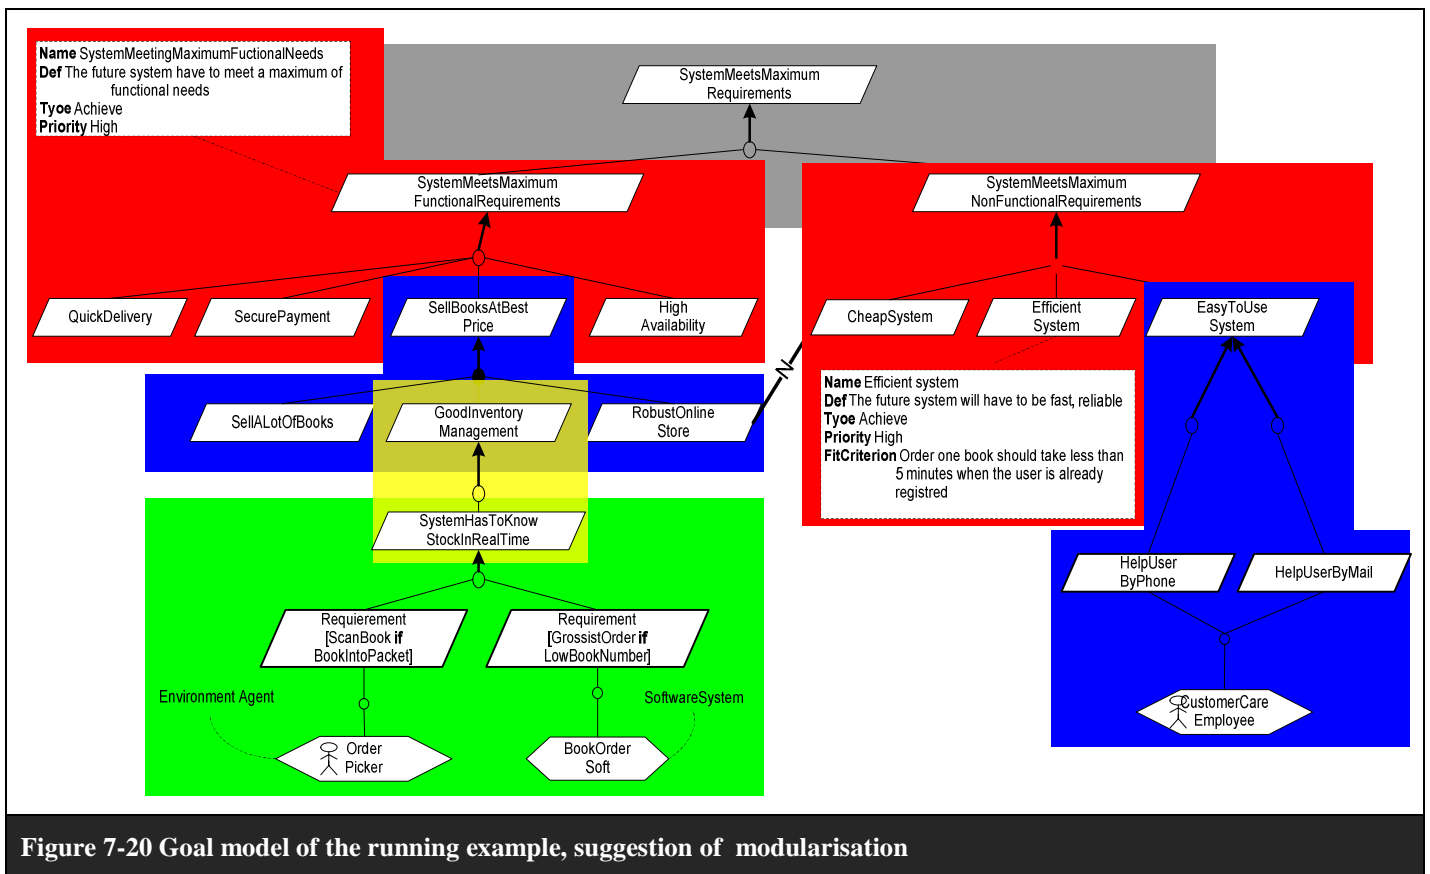 Name SystemMeetingMaximumFuctionalNeeds
Def The future system have to meet a maximum of
functional needs
Tyoe Achieve
Priority High
SystemMeetsMaximum
Requirements
SystemMeetsMaximum
FunctionalRequirements
SystemMeetsMaximum
NonFunctionalRequirements
QuickDelivery
SecurePayment
SellBooksAtBest
Price
High
Availability
CheapSystem
Efficient
System
EasyToUse
System
N
Name Efficient system
Def The future system will have to be fast, reliable
Tyoe Achieve
Priority High
FitCriterion Order one book should take less than
5 minutes when the user is already
registred
SellALotOfBooks
GoodInventory
Management
RobustOnline
Store
SystemHasToKnow
StockInRealTime
HelpUser
ByPhone
HelpUserByMail
Requierement
[ScanBook if
BookIntoPacket]
Requirement
[GrossistOrder if
LowBookNumber]
Environment Agent
SoftwareSystem
Order
Picker
BookOrder
Soft
CustomerCare
Employee
Figure 7-20 Goal model of the running example, suggestion of modularisation